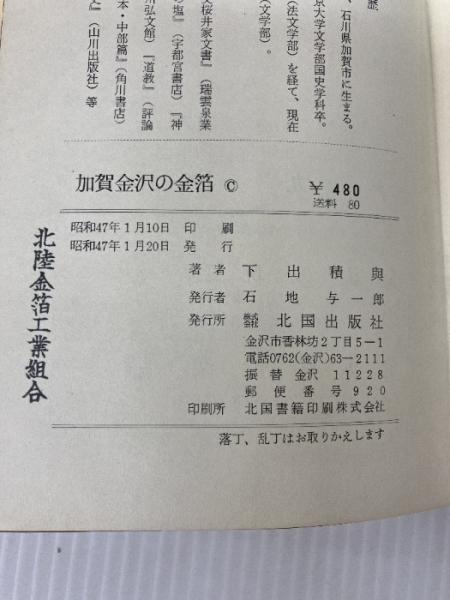 歴
、石川県加賀市に生まる。
京大学文学部国史学科卒。
(法文学部)を経て、現在
文学部)。
桜井家文書』(瑞雲泉業
の塩』(宇都宮書店)『神
川弘文館)『道教』(評論
本・中部篇』(角川書店)
』(山川出版社)等
加賀金沢の金箔 ©
¥480
送料 80
昭和47年1月10日 印刷
昭和47年1月20日 発行
著者 下出積與
発行者 石地与一郎
発行所 株式会社 北国出版社
金沢市香林坊2丁目5−1
電話0762(金沢)63−2111
振替 金沢 11228
郵便番号 920
印刷所 北国書籍印刷株式会社
落丁、乱丁はお取りかえします
北陸金箔工業組合